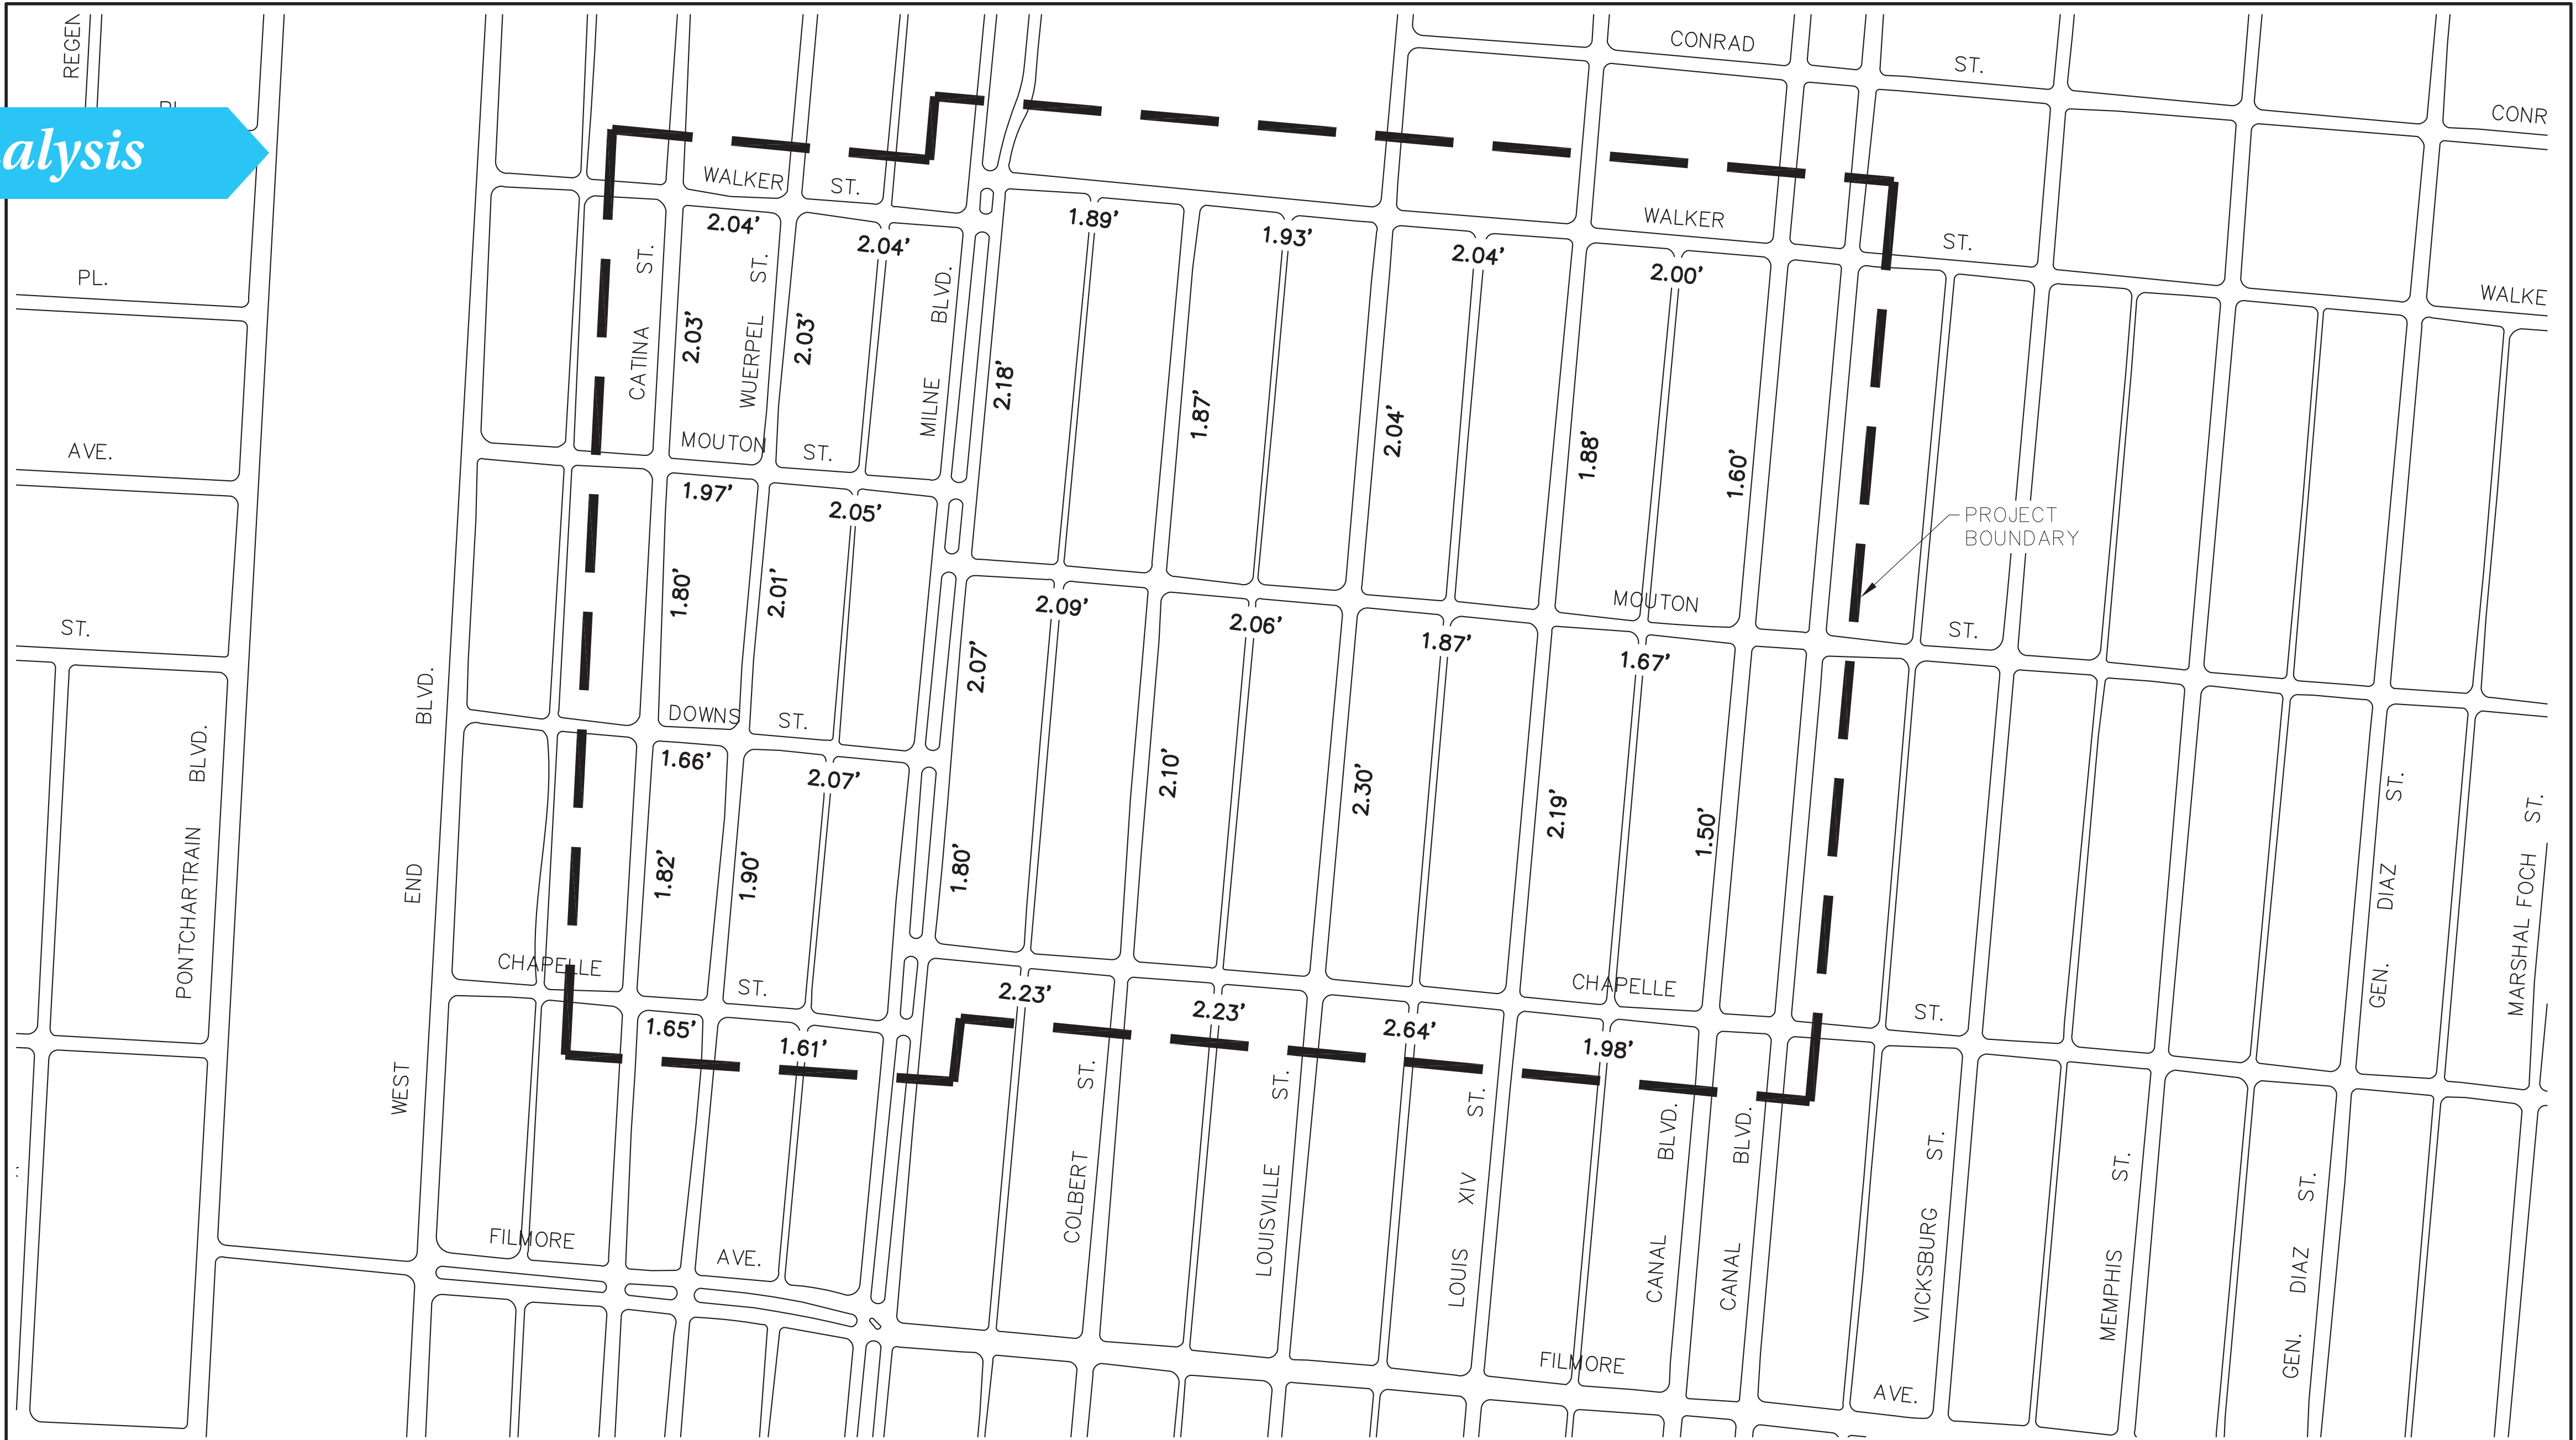 REGEN
CONRAD
ST.
CONR
alysis
WALKER
ST.
WALKER
ST.
WALKE
PL.
2.04'
2.04'
1.89'
1.93'
2.04'
2.00'
CATINA ST.
2.03'
WUERPEL ST.
2.03'
MILNE BLVD.
2.18'
1.87'
2.04'
1.88'
1.60'
AVE.
MOUTON
ST.
1.97'
2.05'
PROJECT
BOUNDARY
1.80'
2.01'
2.09'
2.06'
1.87'
1.67'
MOUTON
ST.
ST.
2.07'
DOWNS
ST.
1.66'
2.07'
2.10'
2.30'
2.19'
1.50'
1.82'
1.90'
1.80'
PONTCHARTRAIN BLVD.
WEST END BLVD.
GEN. DIAZ ST.
MARSHAL FOCH ST.
CHAPELLE
ST.
CHAPELLE
ST.
1.65'
1.61'
2.23'
2.23'
2.64'
1.98'
COLBERT ST.
LOUISVILLE ST.
LOUIS XIV ST.
CANAL BLVD.
CANAL BLVD.
VICKSBURG ST.
MEMPHIS ST.
GEN. DIAZ ST.
FILMORE
AVE.
FILMORE
AVE.